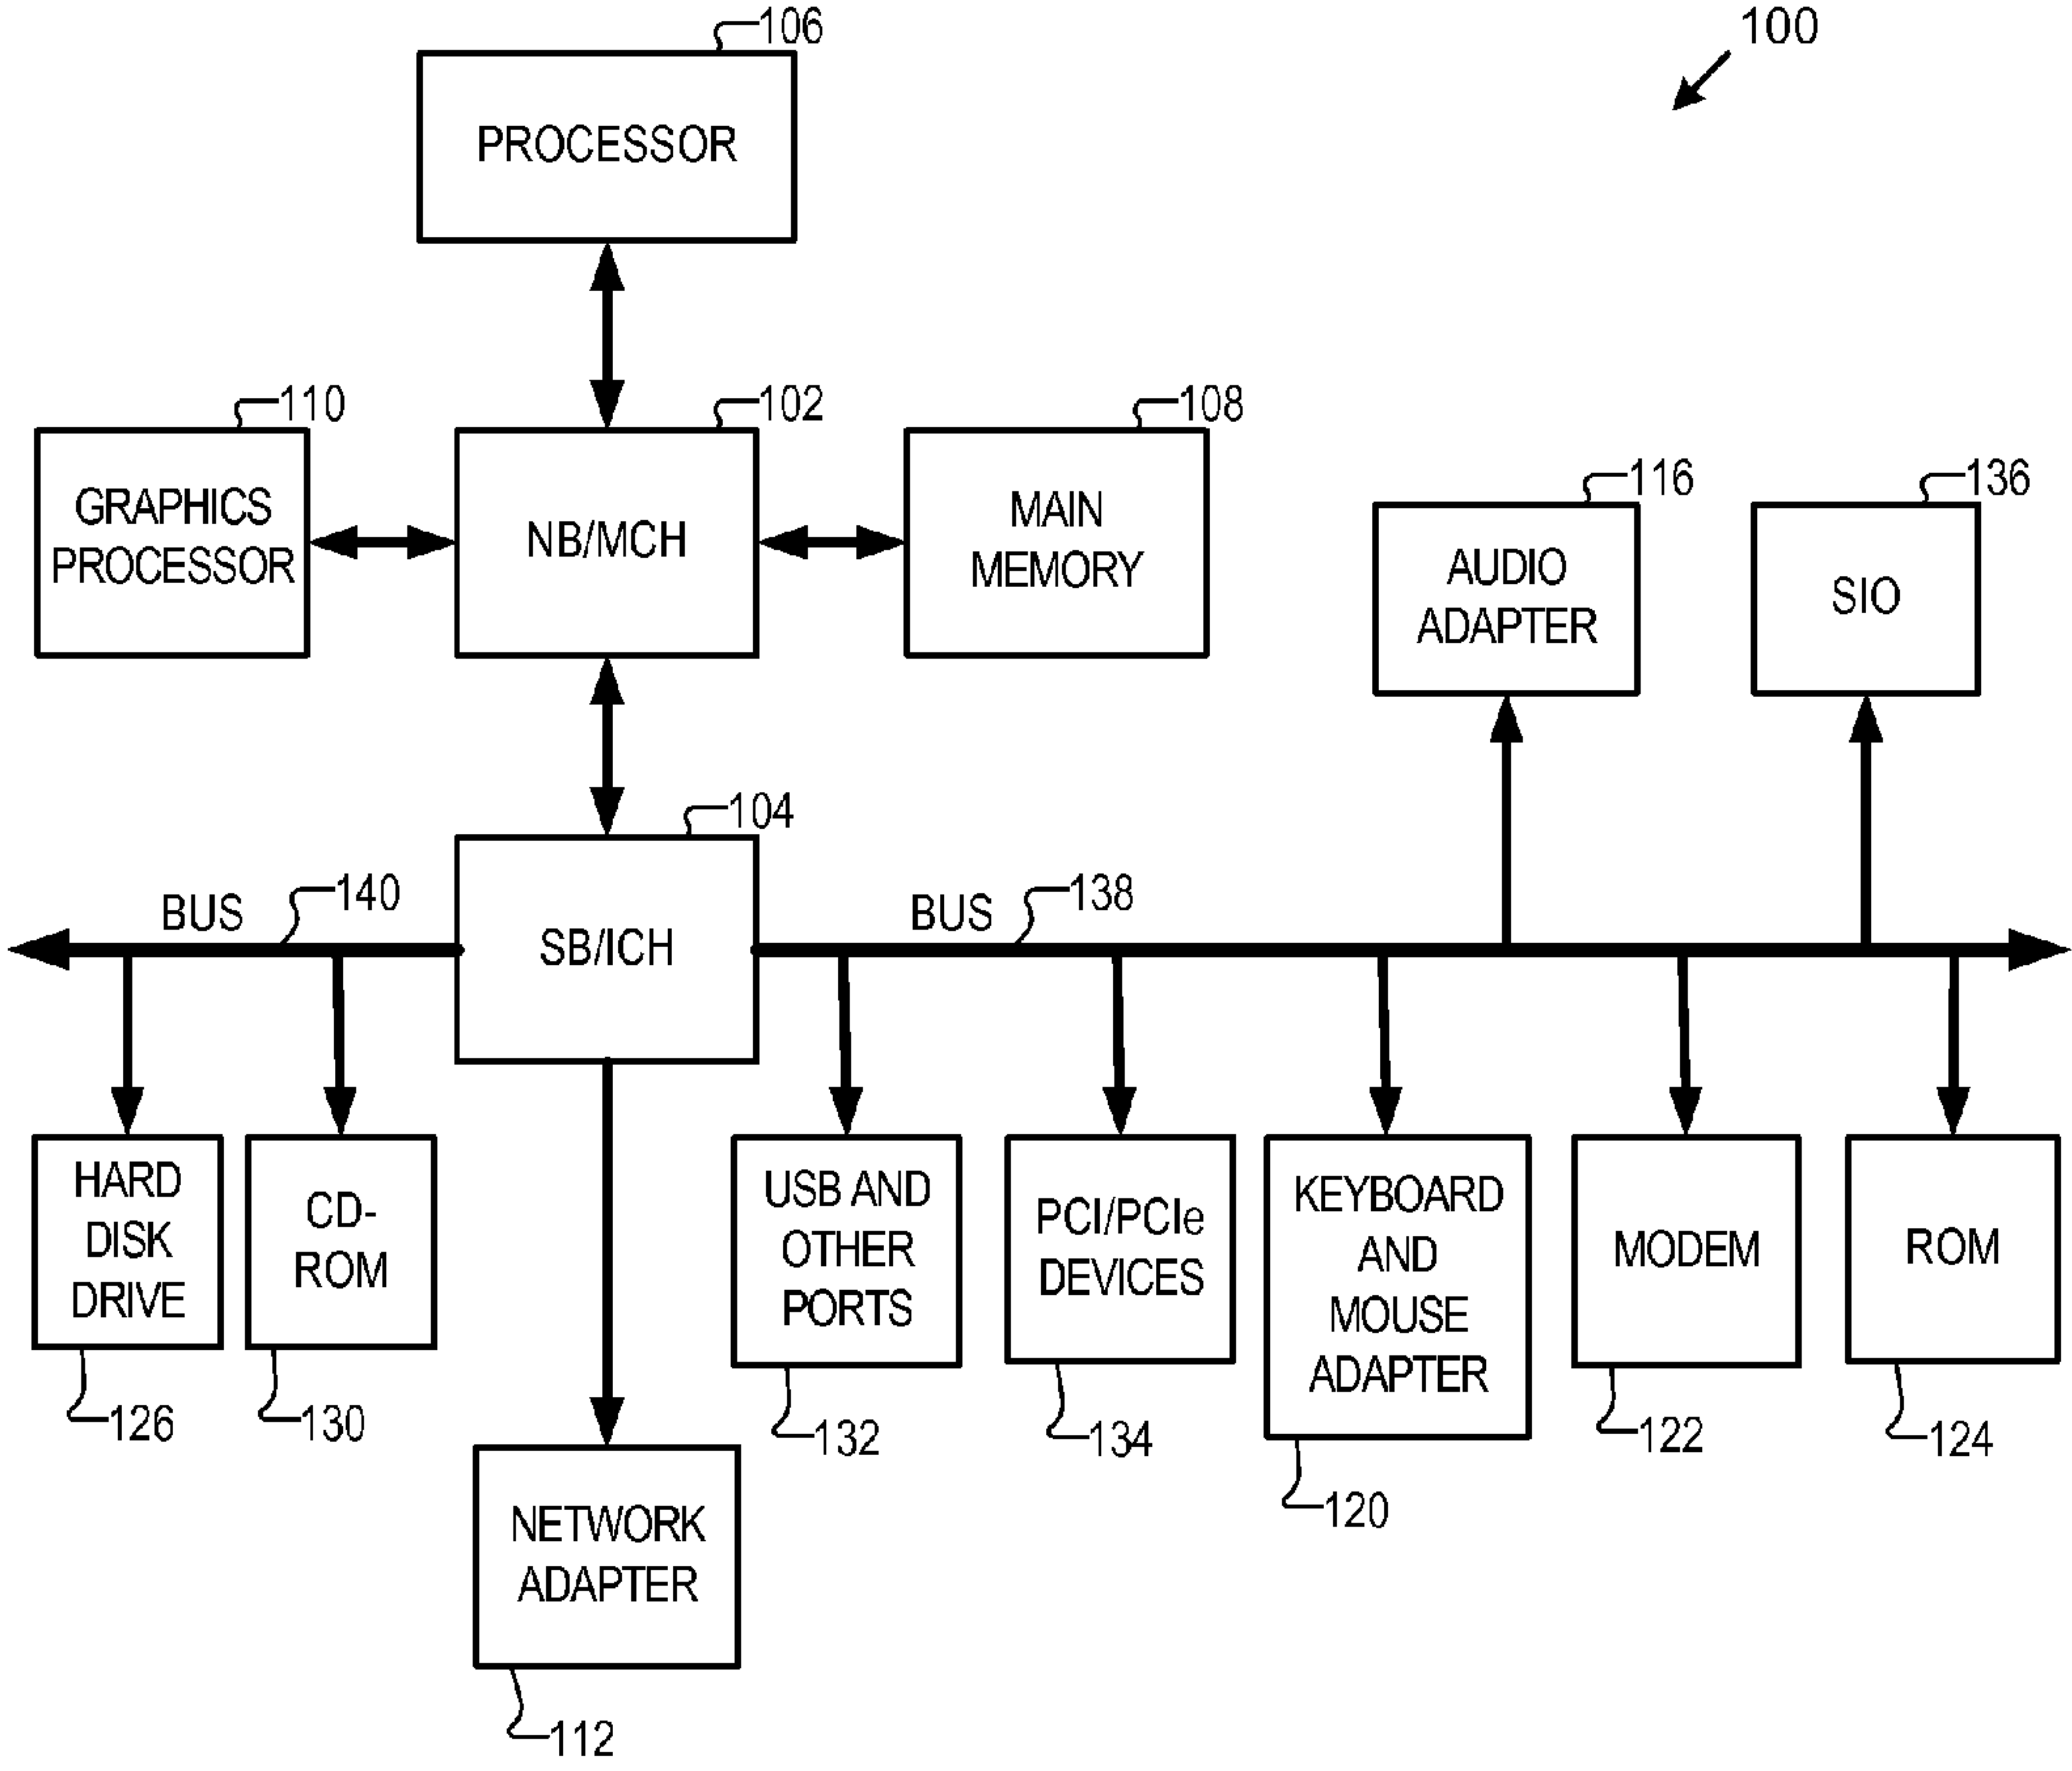 106
100
PROCESSOR
110
102
108
GRAPHICS
PROCESSOR
NB/MCH
MAIN
MEMORY
116
136
AUDIO
ADAPTER
SIO
104
BUS
140
SB/ICH
BUS
138
HARD
DISK
DRIVE
CD-
ROM
USB AND
OTHER
PORTS
PCI/PCIe
DEVICES
KEYBOARD
AND
MOUSE
ADAPTER
MODEM
ROM
126
130
132
134
120
122
124
NETWORK
ADAPTER
112